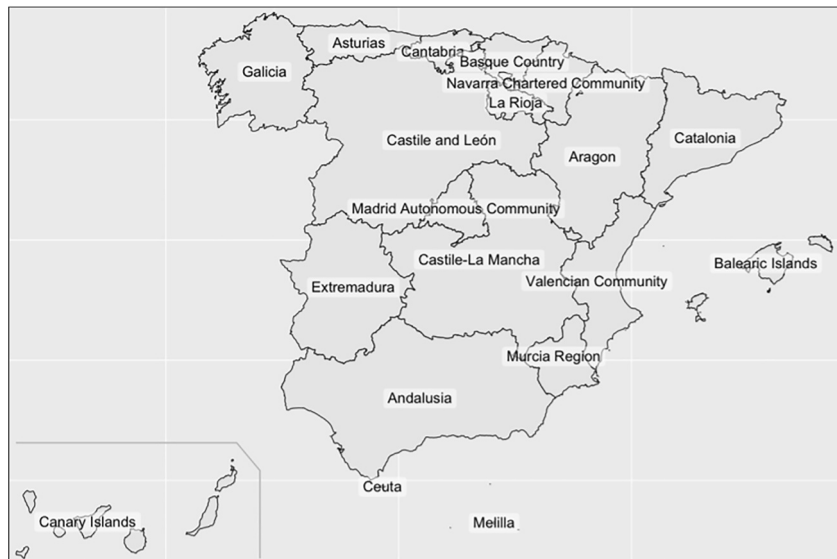 Asturias
Cantabria
Basque Country
Galicia
Navarra Chartered Community
La Rioja
Castile and León
Catalonia
Aragon
Madrid Autonomous Community
Castile-La Mancha
Balearic Islands
Valencian Community
Extremadura
Murcia Region
Andalusia
Ceuta
Canary Islands
Melilla